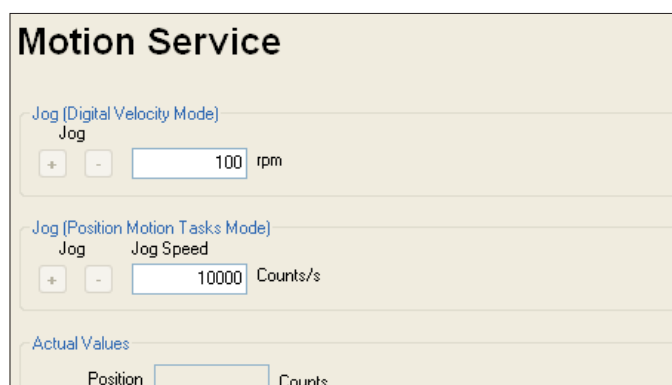 Motion Service
Jog (Digital Velocity Mode)
Jog
+ - 100 rpm
Jog (Position Motion Tasks Mode)
Jog Jog Speed
+ - 10000 Counts/s
Actual Values
Position Counts